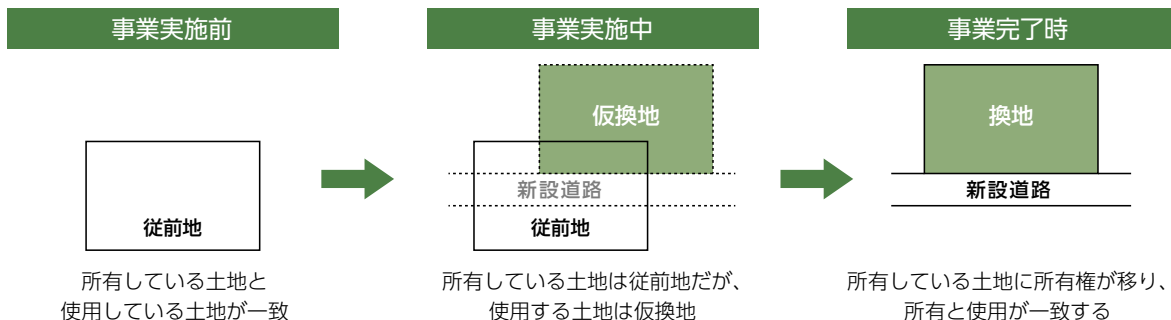 事業実施前
従前地
所有している土地と
使用している土地が一致
事業実施中
仮換地
新設道路
従前地
所有している土地は従前地だが、
使用する土地は仮換地
事業完了時
換地
新設道路
所有している土地に所有権が移り、
所有と使用が一致する